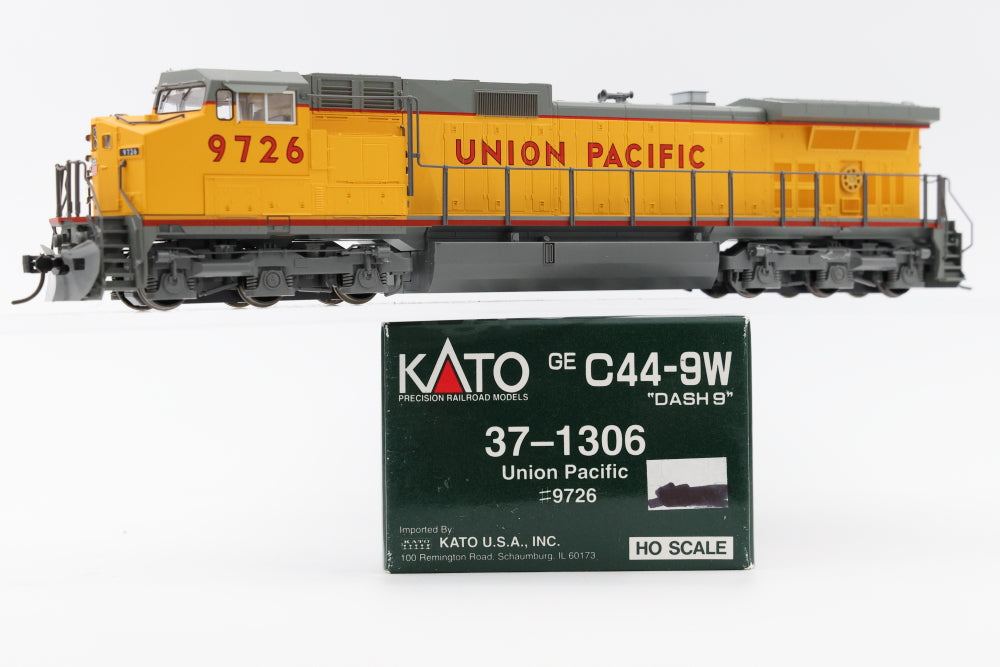 9726
9726
UNION PACIFIC
KATO
PRECISION RAILROAD MODELS
GE C44-9W
"DASH 9"
37-1306
Union Pacific
#9726
Imported By:
KATO KATO U.S.A., INC.
100 Remington Road, Schaumburg, IL 60173
HO SCALE